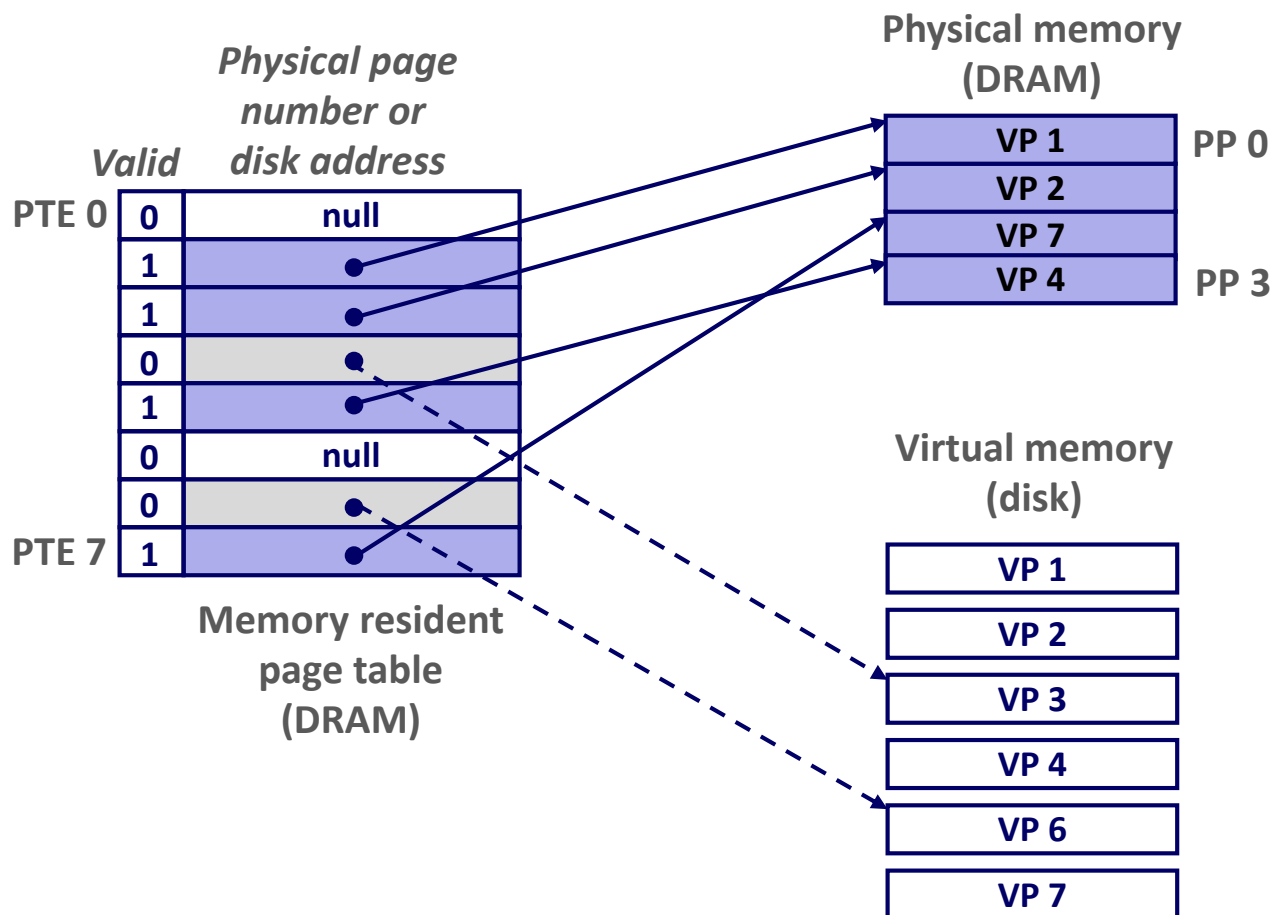 Physical memory
(DRAM)
Physical page
number or
disk address
Valid
VP 1
PP 0
VP 2
VP 7
VP 4
PP 3
PTE 0
0
null
1
1
0
1
0
null
0
PTE 7
1
Memory resident
page table
(DRAM)
Virtual memory
(disk)
VP 1
VP 2
VP 3
VP 4
VP 6
VP 7